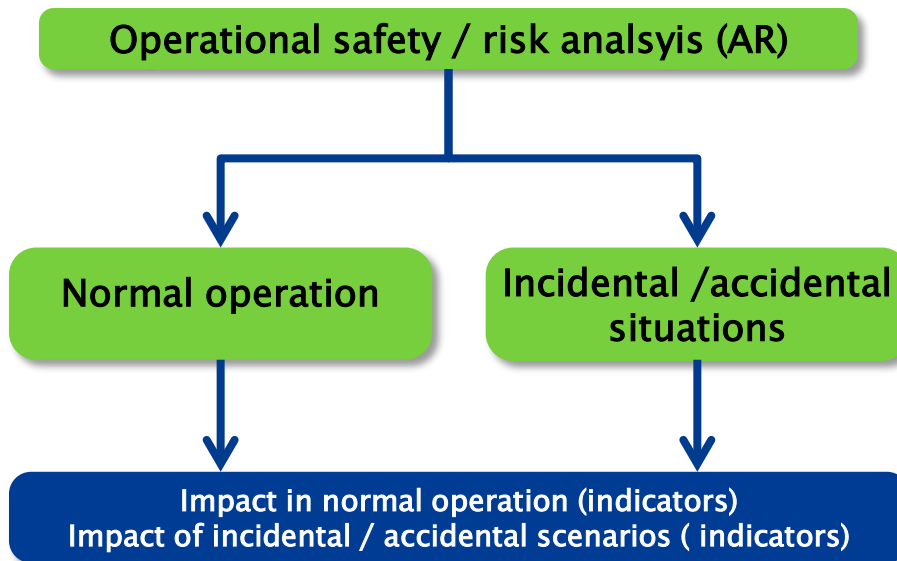 Operational safety / risk analsyis (AR)
Normal operation
Incidental /accidental
situations
Impact in normal operation (indicators)
Impact of incidental / accidental scenarios ( indicators)